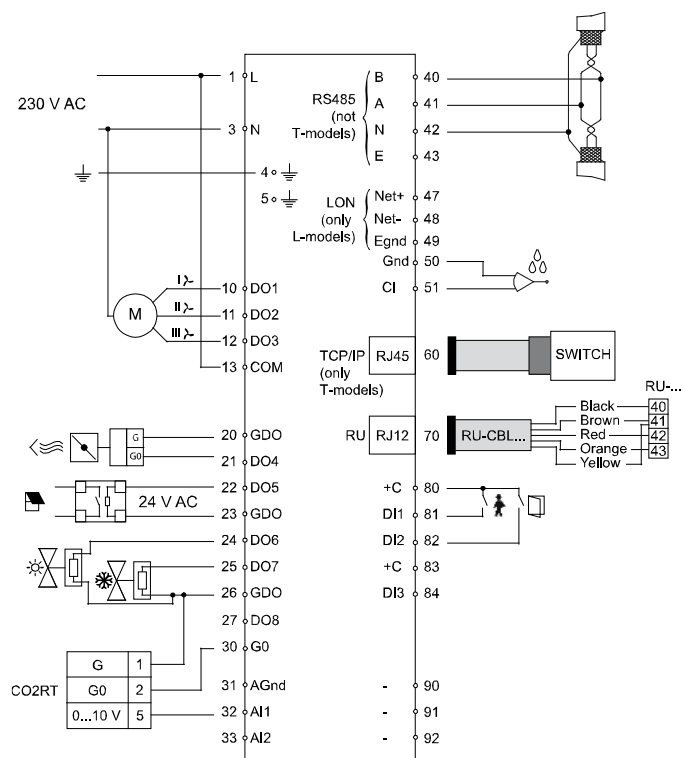 230 V AC
1 L
3 N
4
5
M
I
II
III
10 DO1
11 DO2
12 DO3
13 COM
G
G0
20 GDO
21 DO4
24 V AC
22 DO5
23 GDO
24 DO6
25 DO7
26 GDO
27 DO8
30 G0
CO2RT
G 1
G0 2
0...10 V 5
31 AGnd
32 AI1
33 AI2
RS485
(not
T-models)
B 40
A 41
N 42
E 43
LON
(only
L-models)
Net+ 47
Net- 48
Egnd 49
Gnd 50
CI 51
TCP/IP
(only
T-models)
RJ45 60
SWITCH
RU RJ12 70
RU-CBL...
RU-...
Black 40
Brown 41
Red 42
Orange 43
Yellow
+C 80
DI1 81
DI2 82
+C 83
DI3 84
- 90
- 91
- 92